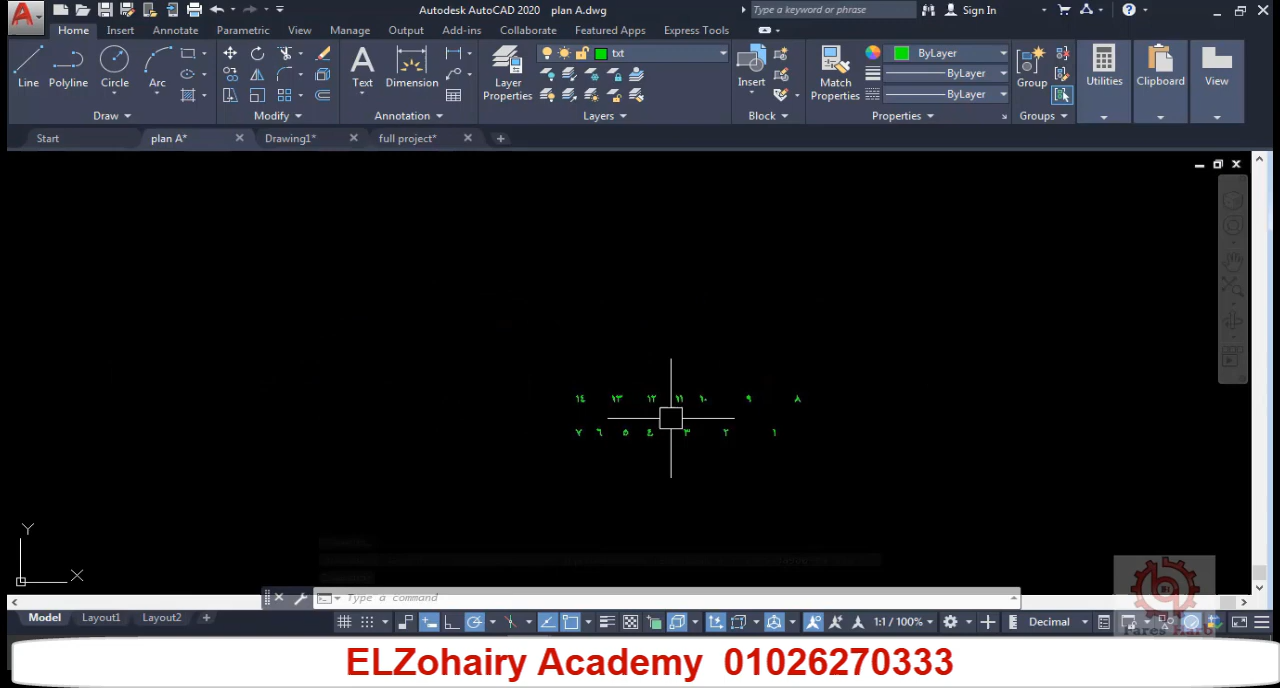 Autodesk AutoCAD 2020 plan A.dwg
Type a keyword or phrase
Sign In
Home Insert Annotate Parametric View Manage Output Add-ins Collaborate Featured Apps Express Tools
txt
ByLayer
ByLayer
ByLayer
Line Polyline Circle Arc Text Dimension Layer Properties Insert Match Properties Group Utilities Clipboard View
Draw Modify Annotation Layers Block Properties Groups
Start plan A* Drawing1* full project*
١٤ ١٣ ١٢ ١١ ١٠ ٩ ٨
٧ ٦ ٥ ٤ ٣ ٢ ١
Y
X
Type a command
Model Layout1 Layout2
1:1 / 100% Decimal
ELZohairy Academy 01026270333